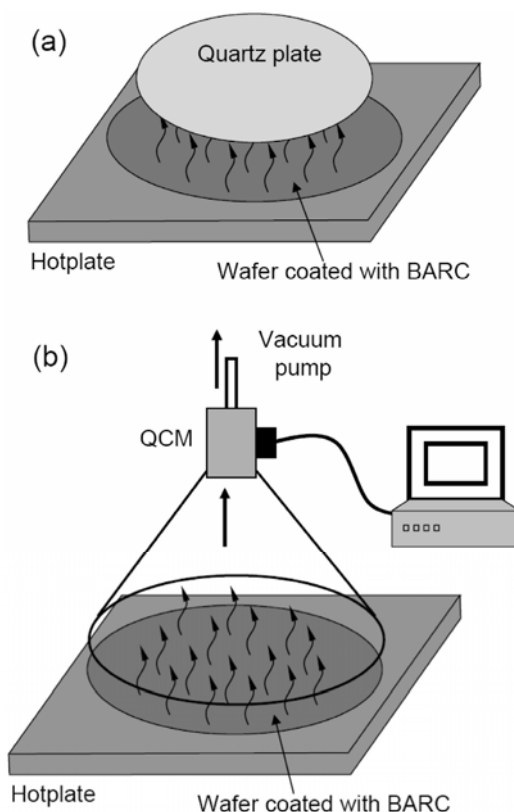 (a)
Quartz plate
Hotplate
Wafer coated with BARC
(b)
Vacuum
pump
QCM
Hotplate
Wafer coated with BARC